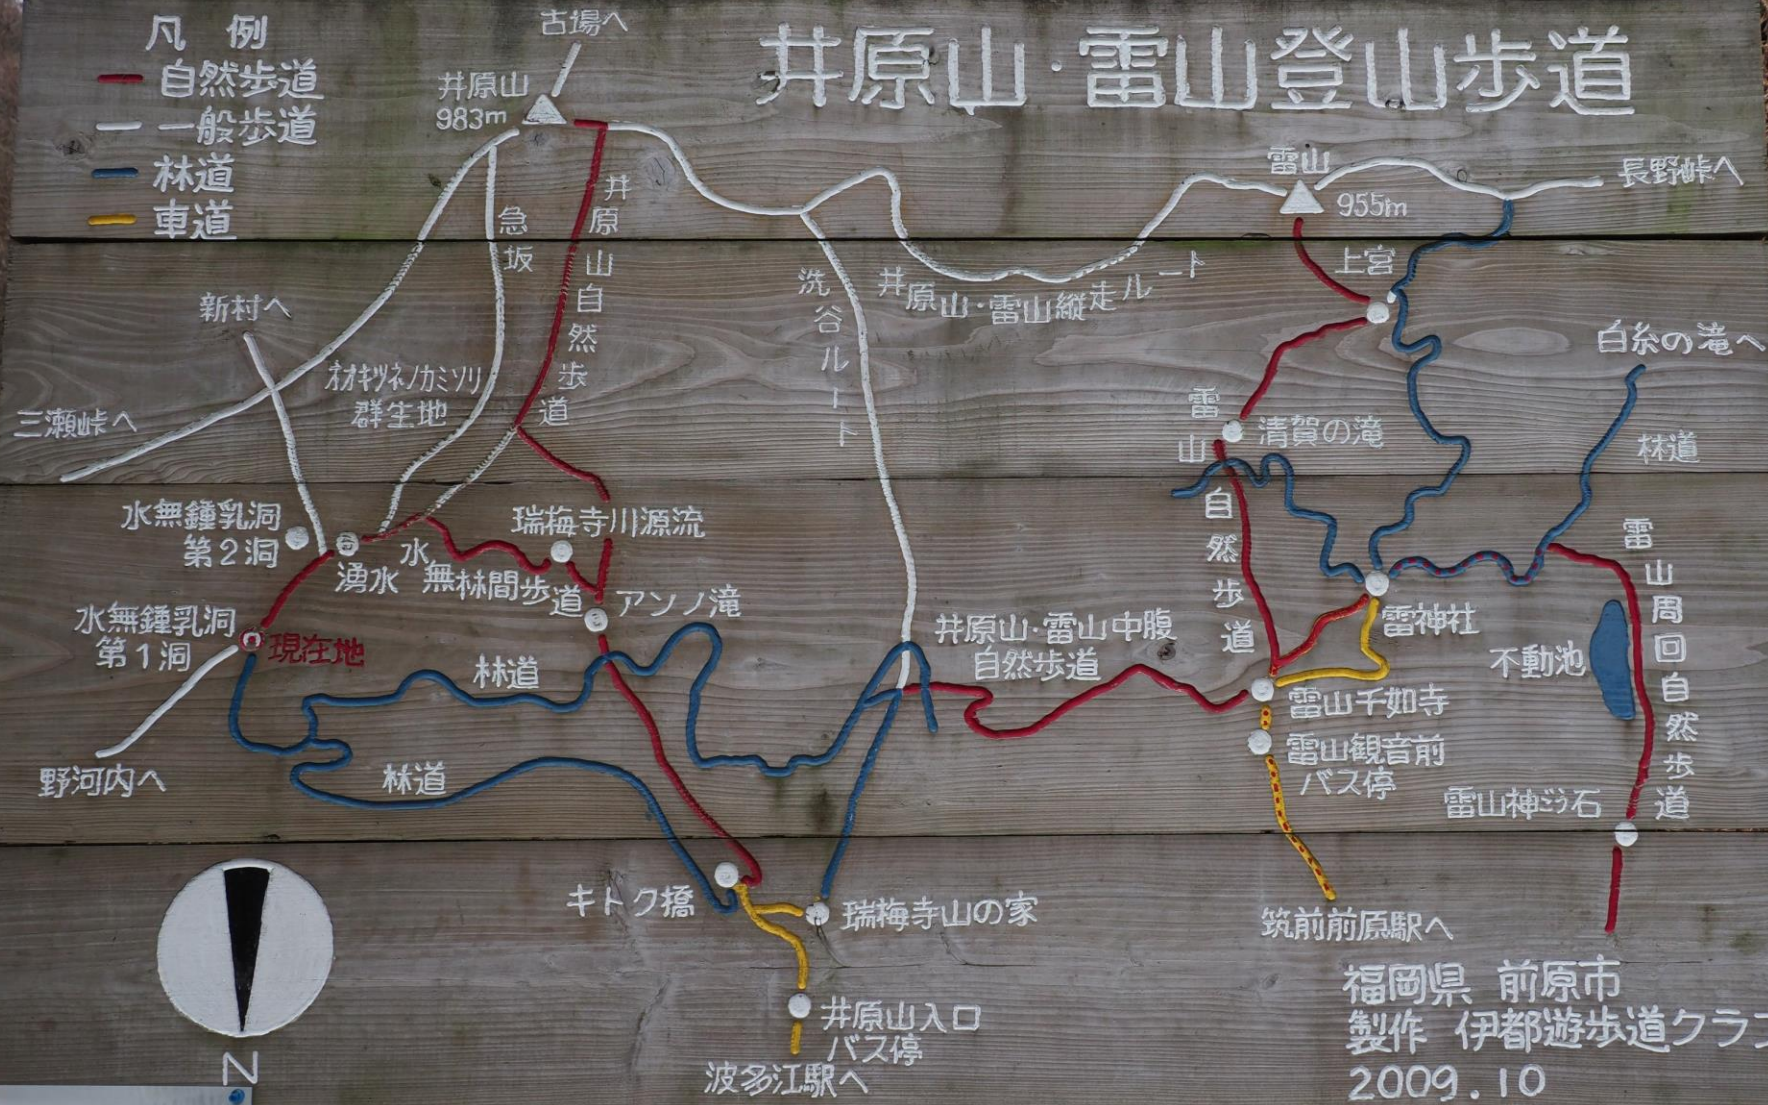 井原山・雷山登山歩道
凡例
自然歩道
一般歩道
林道
車道
古場へ
井原山
983m
雷山
955m
長野峠へ
急坂
井原山自然歩道
上宮
洗谷ルート
井原山・雷山縦走ルート
新村へ
白糸の滝へ
オオキツネノカミソリ
群生地
三瀬峠へ
雷山自然歩道
清賀の滝
林道
水無鍾乳洞
第2洞
湧水
瑞梅寺川源流
水無林間歩道
アンノ滝
雷山周回自然歩道
水無鍾乳洞
第1洞
現在地
井原山・雷山中腹
自然歩道
雷神社
不動池
林道
雷山千如寺
野河内へ
林道
雷山観音前
バス停
雷山神ごう石
キトク橋
瑞梅寺山の家
筑前前原駅へ
井原山入口
バス停
波多江駅へ
N
福岡県 前原市
製作 伊都遊歩道クラブ
2009.10